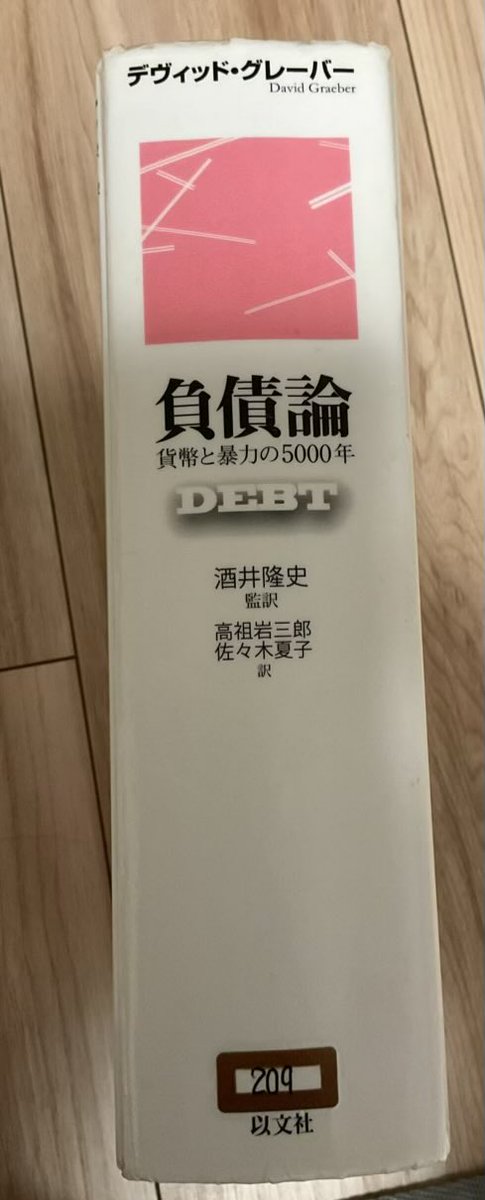 デヴィッド・グレーバー
David Graeber
負債論
貨幣と暴力の5000年
DEBT
酒井隆史
監訳
高祖岩三郎
佐々木夏子
訳
209
以文社